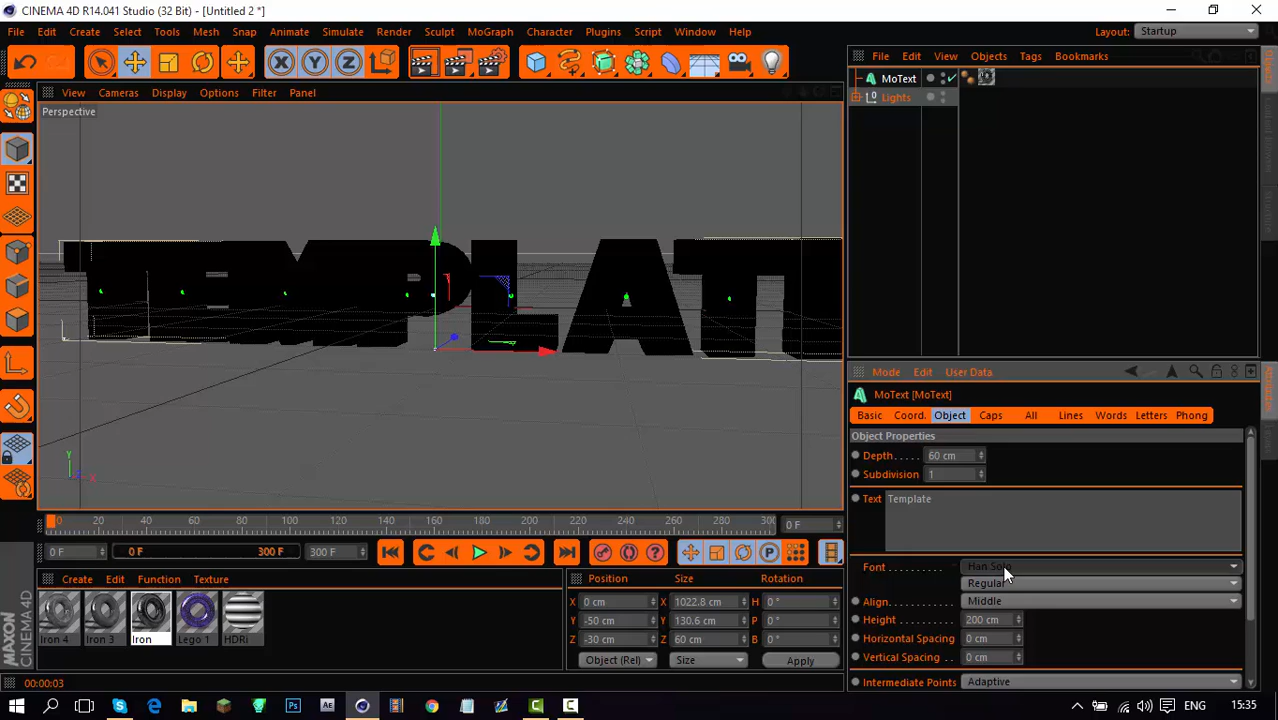 CINEMA 4D R14.041 Studio (32 Bit) - [Untitled 2 *]
File Edit Create Select Tools Mesh Snap Animate Simulate Render Sculpt MoGraph Character Plugins Script Window Help
Layout: Startup
View Cameras Display Options Filter Panel
Perspective
TEMPLAT
Y
X
File Edit View Objects Tags Bookmarks
MoText
Lights
Mode Edit User Data
MoText [MoText]
Basic Coord. Object Caps All Lines Words Letters Phong
Object Properties
Depth 60 cm
Subdivision 1
Text Template
Font Han Solo
Regular
Align Middle
Height 200 cm
Horizontal Spacing 0 cm
Vertical Spacing 0 cm
Intermediate Points Adaptive
0 20 40 60 80 100 120 140 160 180 200 220 240 260 280 300 0 F
0 F 0 F 300 F 300 F
Create Edit Function Texture
Iron 4 Iron 3 Iron Lego 1 HDRI
Position Size Rotation
X 0 cm X 1022.8 cm H 0 °
Y -50 cm Y 130.6 cm P 0 °
Z -30 cm Z 60 cm B 0 °
Object (Rel) Size Apply
MAXON CINEMA 4D
00:00:03
ENG 15:35